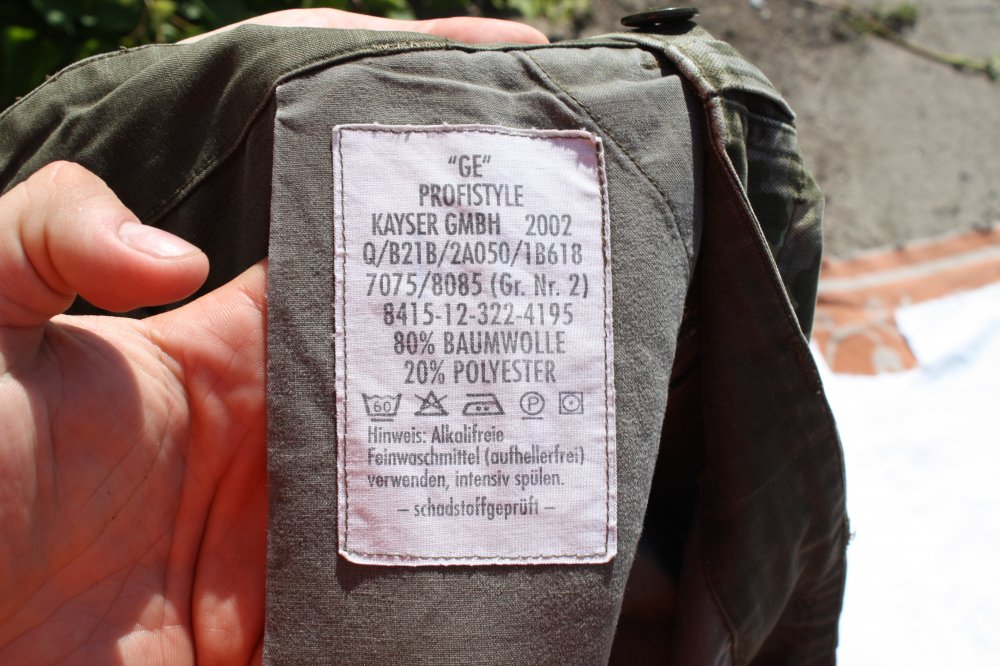 "GE"
PROFISTYLE
KAYSER GMBH 2002
Q/B21B/2A050/1B618
7075/8085 (Gr. Nr. 2)
8415-12-322-4195
80% BAUMWOLLE
20% POLYESTER
60 P
Hinweis: Alkalifreie
Feinwaschmittel (aufhellerfrei)
verwenden, intensiv spülen.
– schadstoffgeprüft –